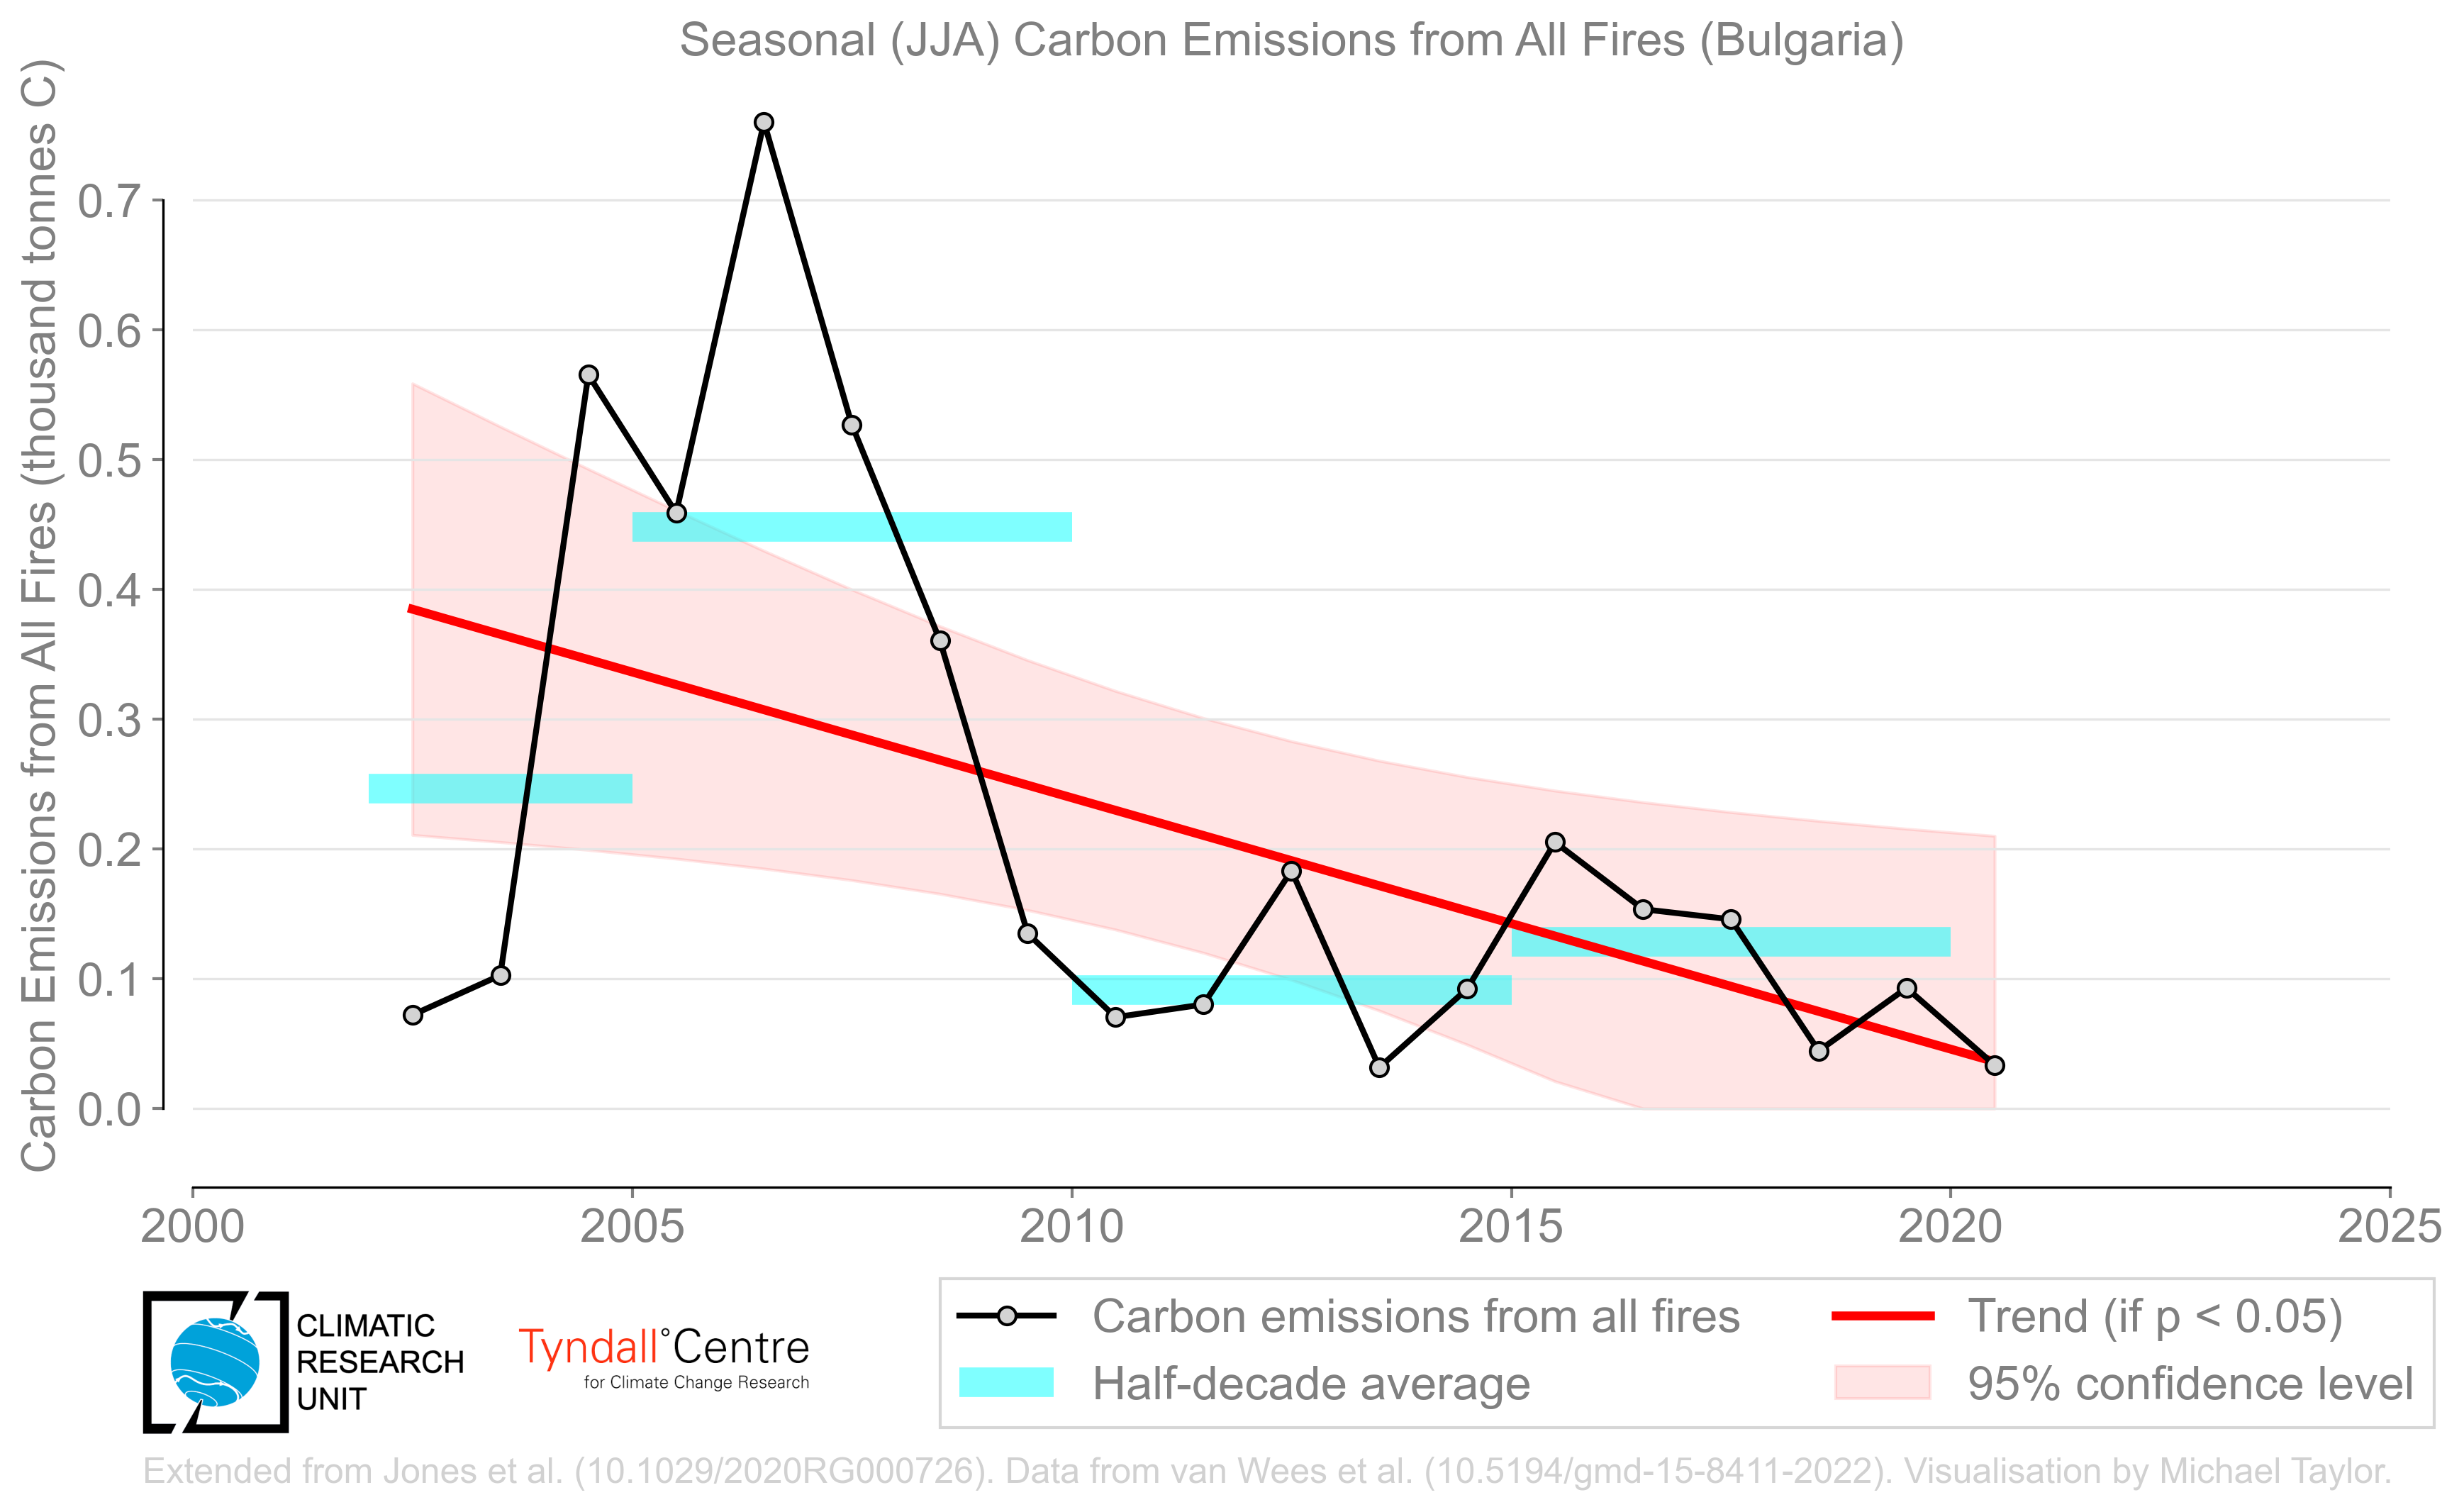 Seasonal (JJA) Carbon Emissions from All Fires (Bulgaria)
Carbon Emissions from All Fires (thousand tonnes C)
0.7
0.6
0.5
0.4
0.3
0.2
0.1
0.0
2000
2005
2010
2015
2020
2025
CLIMATIC
RESEARCH
UNIT
Tyndall°Centre
for Climate Change Research
Carbon emissions from all fires
Half-decade average
Trend (if p < 0.05)
95% confidence level
Extended from Jones et al. (10.1029/2020RG000726). Data from van Wees et al. (10.5194/gmd-15-8411-2022). Visualisation by Michael Taylor.